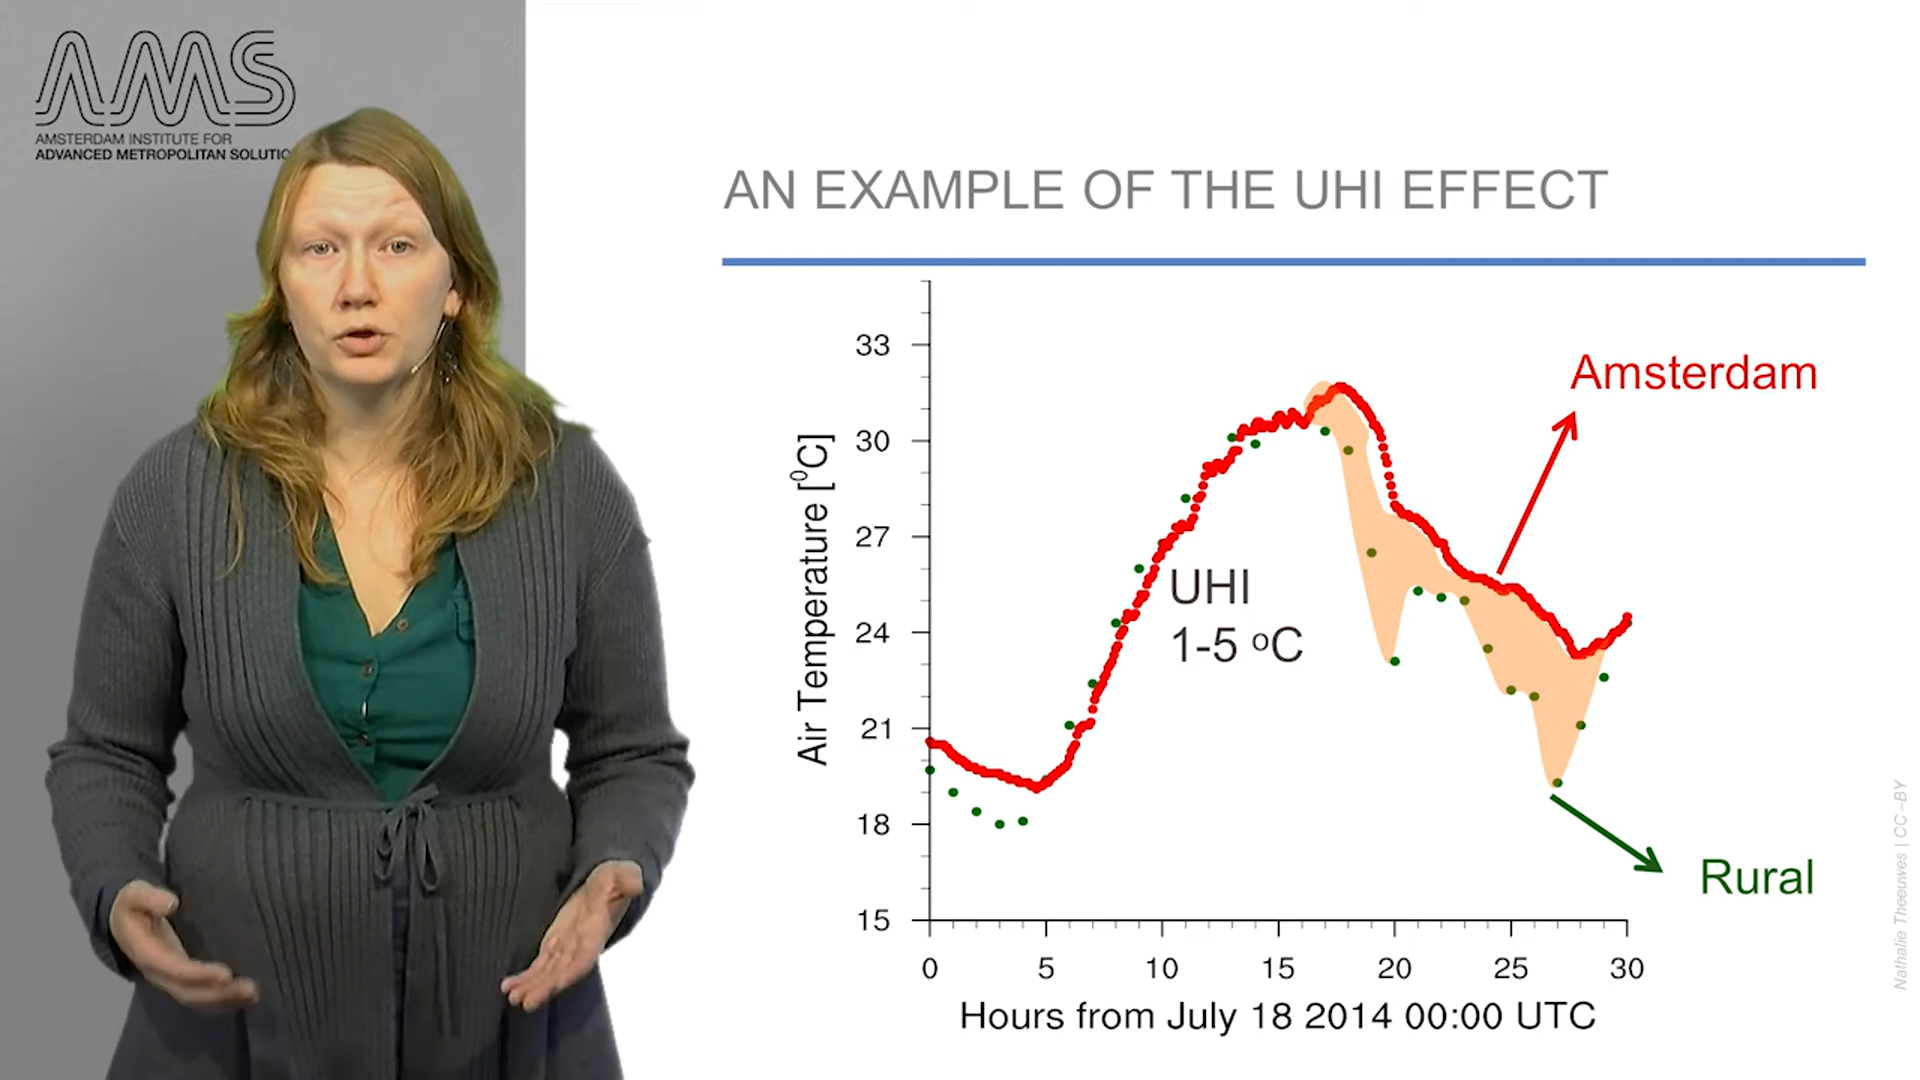 AMS
AMSTERDAM INSTITUTE FOR
ADVANCED METROPOLITAN SOLUTIO
AN EXAMPLE OF THE UHI EFFECT
Air Temperature [⁰C]
33
30
27
24
21
18
15
0 5 10 15 20 25 30
Hours from July 18 2014 00:00 UTC
UHI
1-5 ᵒC
Amsterdam
Rural
Nathalie Theeuwes | CC-BY